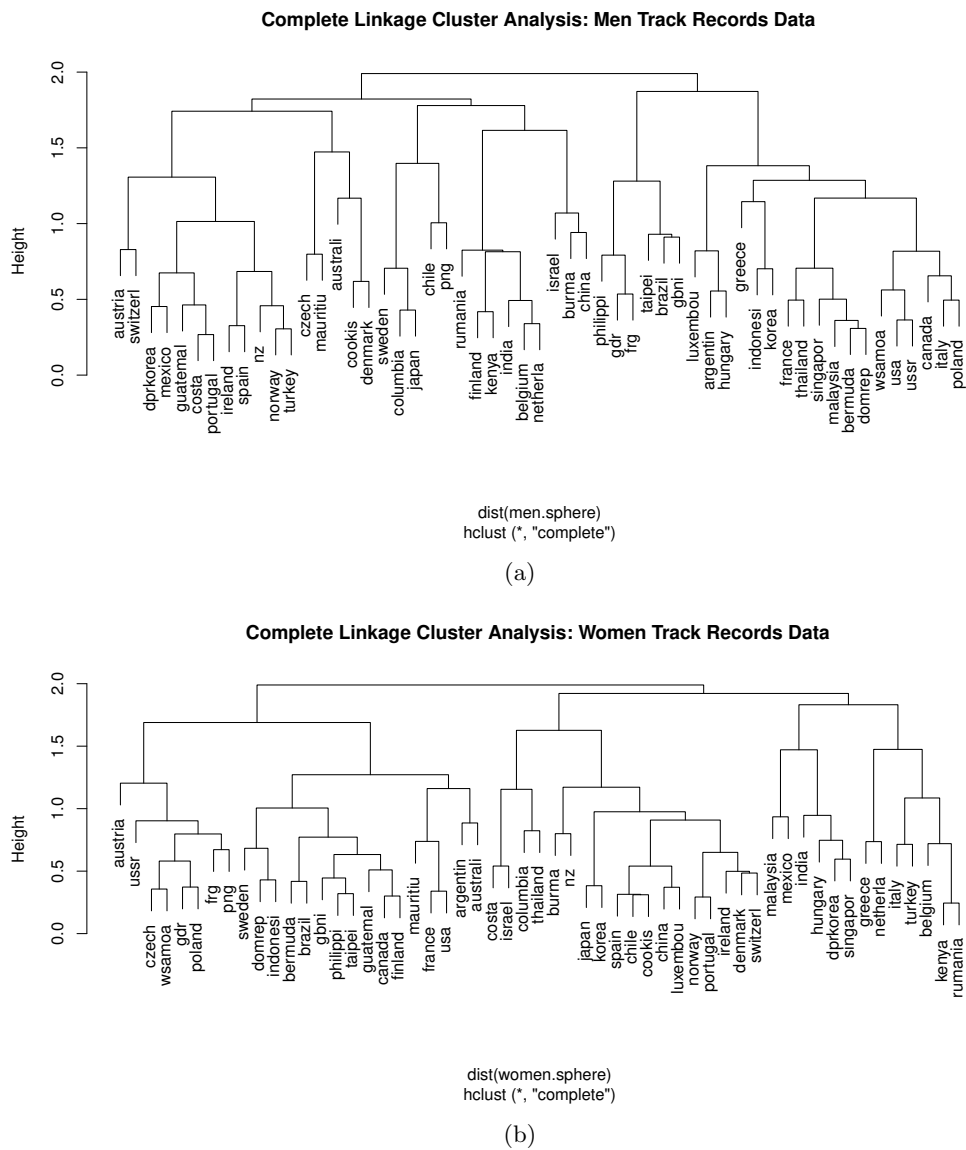 Complete Linkage Cluster Analysis: Men Track Records Data
Height
0.0 0.5 1.0 1.5 2.0
austria
switzerl
dprkorea
mexico
guatemal
costa
portugal
ireland
spain
nz
norway
turkey
czech
mauritiu
australi
cookis
denmark
sweden
columbia
japan
chile
png
rumania
finland
kenya
india
belgium
netherla
israel
burma
china
philippi
gdr
frg
taipei
brazil
gbni
luxembou
argentin
hungary
greece
indonesi
korea
france
thailand
singapor
malaysia
bermuda
domrep
wsamoa
usa
ussr
canada
italy
poland
dist(men.sphere)
hclust (*, "complete")
(a)
Complete Linkage Cluster Analysis: Women Track Records Data
Height
0.0 0.5 1.0 1.5 2.0
austria
ussr
czech
wsamoa
gdr
poland
frg
png
sweden
domrep
indonesi
bermuda
brazil
gbni
philippi
taipei
guatemal
canada
finland
mauritiu
france
usa
argentin
australi
costa
israel
columbia
thailand
burma
nz
japan
korea
spain
chile
cookis
china
luxembou
norway
portugal
ireland
denmark
switzerl
malaysia
mexico
india
hungary
dprkorea
singapor
greece
netherla
italy
turkey
belgium
kenya
rumania
dist(women.sphere)
hclust (*, "complete")
(b)